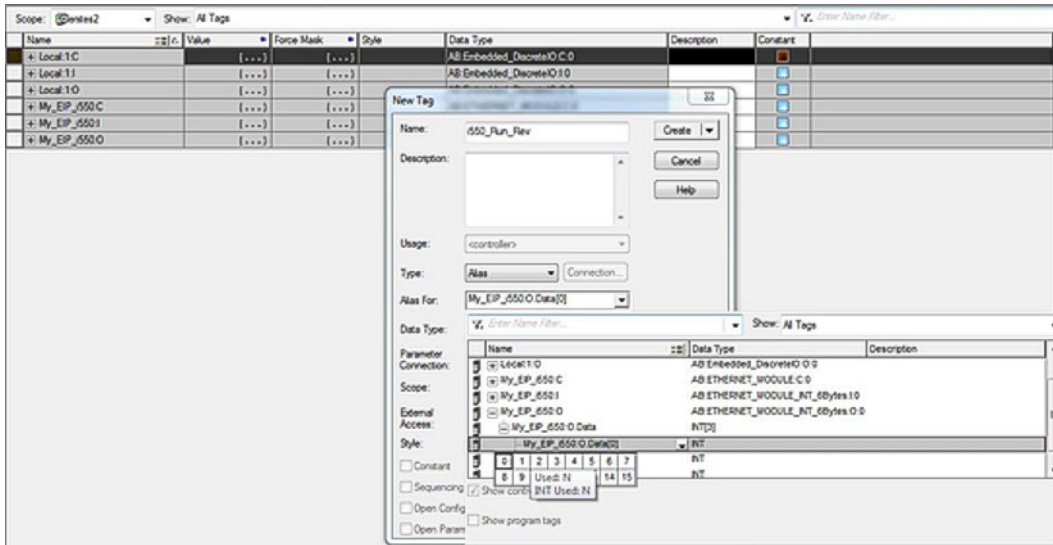 Scope: Show: All Tags Enter Name Filter...
Name Value Force Mask Style Data Type Description Constant
Local:1:C {...} {...} AB:Embedded_DiscreteIO:C:0
Local:1:I {...} {...} AB:Embedded_DiscreteIO:I:0
Local:1:O {...} {...}
My_EIP_i550:C {...} {...}
My_EIP_i550:I {...} {...}
My_EIP_i550:O {...} {...}
New Tag
Name: i550_Run_Rev Create
Description: Cancel
Help
Usage: <controller>
Type: Alias Connection...
Alias For: My_EIP_i550:O.Data[0]
Data Type: Enter Name Filter... Show: All Tags
Name Data Type Description
Parameter Connection: Local:1:O AB:Embedded_DiscreteIO:O:0
My_EIP_i550:C AB:ETHERNET_MODULE:C:0
Scope: My_EIP_i550:I AB:ETHERNET_MODULE_INT_6Bytes:I:0
External Access: My_EIP_i550:O AB:ETHERNET_MODULE_INT_6Bytes:O:0
My_EIP_i550:O.Data INT[3]
Style: My_EIP_i550:O.Data[0] INT
Constant 0 1 2 3 4 5 6 7 INT
8 9 14 15 INT
Used: N
INT Used: N
Sequencing Show
Open Config
Show program tags
Open Param